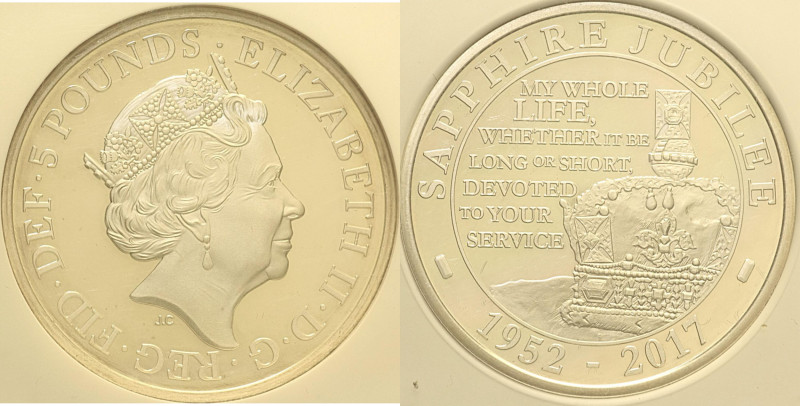 ELIZABETH II · D · G · REG · FID · DEF · 5 POUNDS ·
J.C
SAPPHIRE JUBILEE
MY WHOLE
LIFE,
WHETHER IT BE
LONG OR SHORT,
DEVOTED
TO YOUR
SERVICE
1952 - 2017